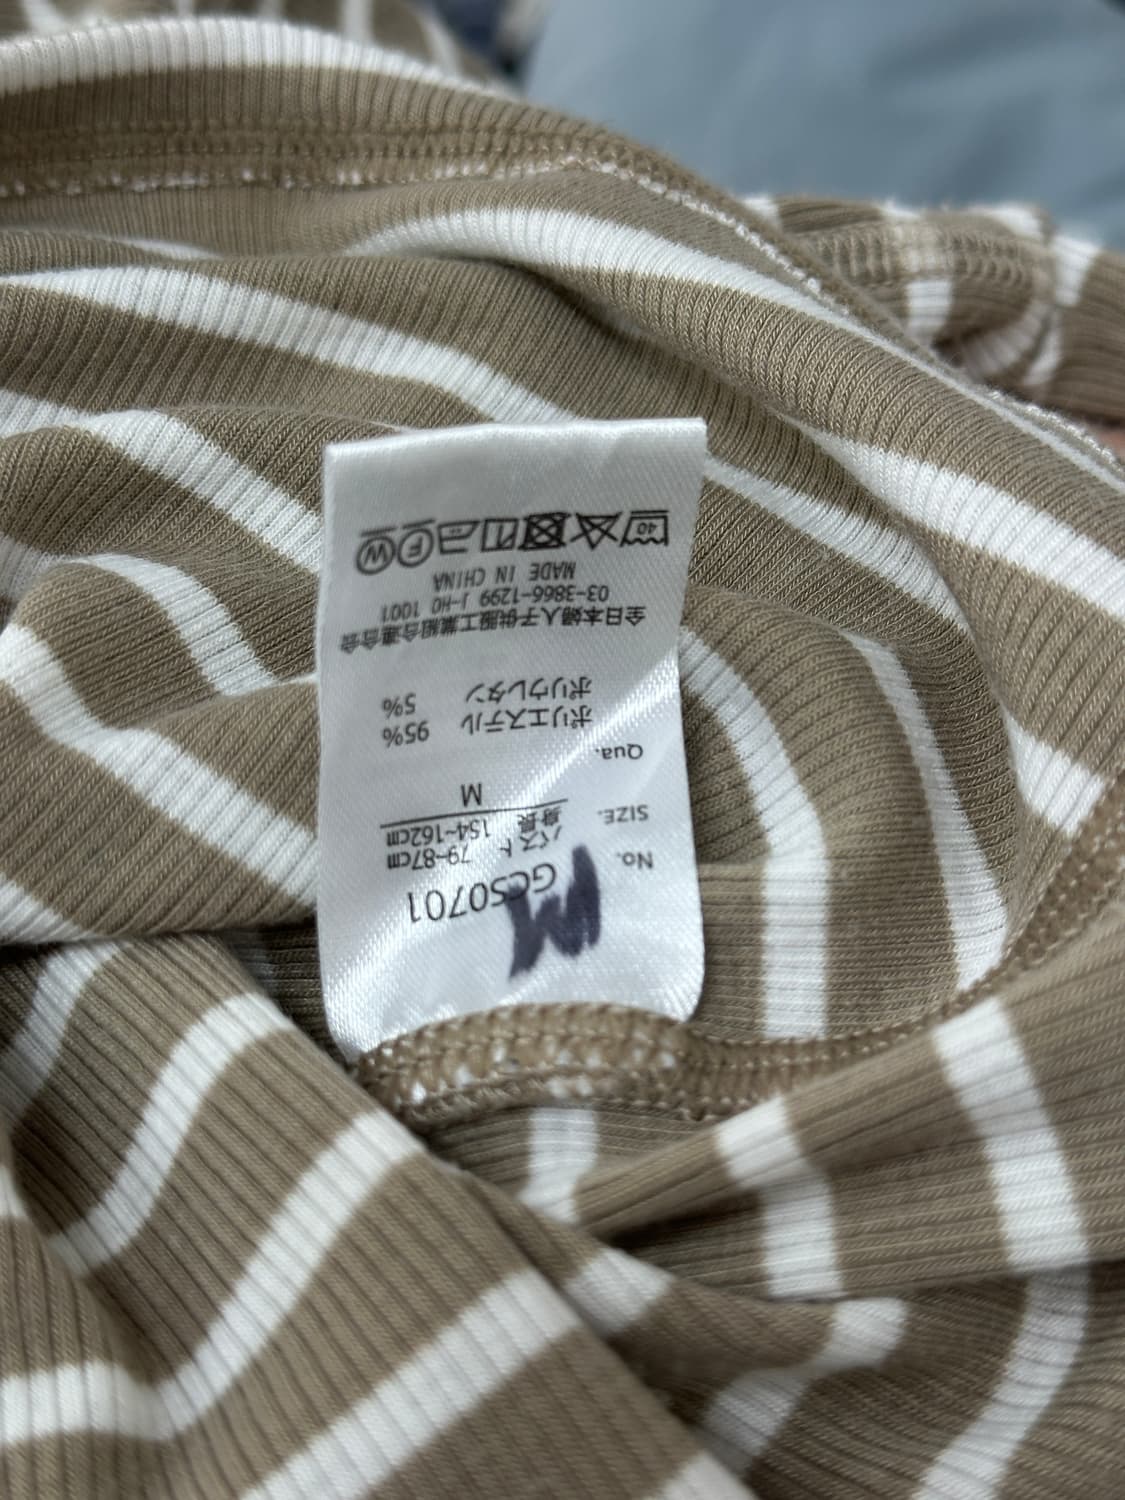 M
No. GCS0701
バスト 79~87cm
身長 154~162cm
SIZE. M
Qua.
ポリエステル 95%
ポリウレタン 5%
全日本婦人子供服工業組合連合会
03-3866-1299 J-HO 1001
MADE IN CHINA
40 F W